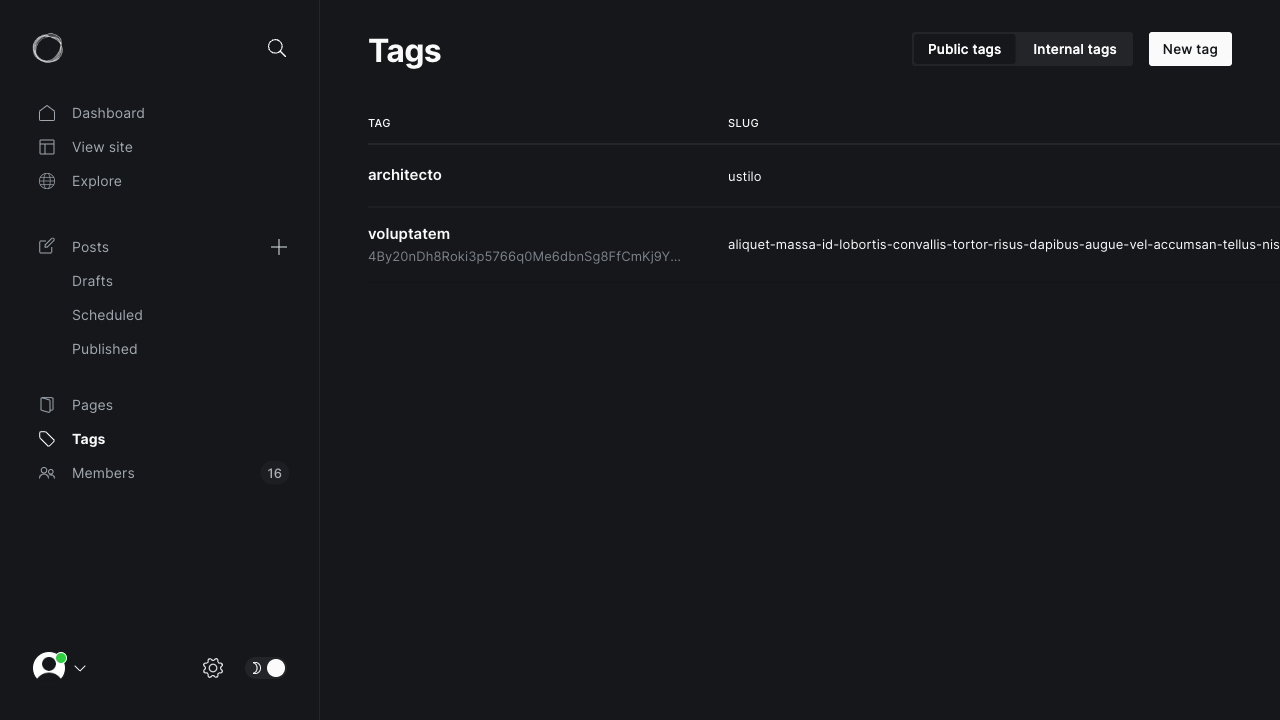 Tags
Public tags
Internal tags
New tag
Dashboard
View site
Explore
Posts
Drafts
Scheduled
Published
Pages
Tags
Members
16
TAG
SLUG
architecto
ustilo
voluptatem
4By20nDh8Roki3p5766q0Me6dbnSg8FfCmKj9Y...
aliquet-massa-id-lobortis-convallis-tortor-risus-dapibus-augue-vel-accumsan-tellus-nis